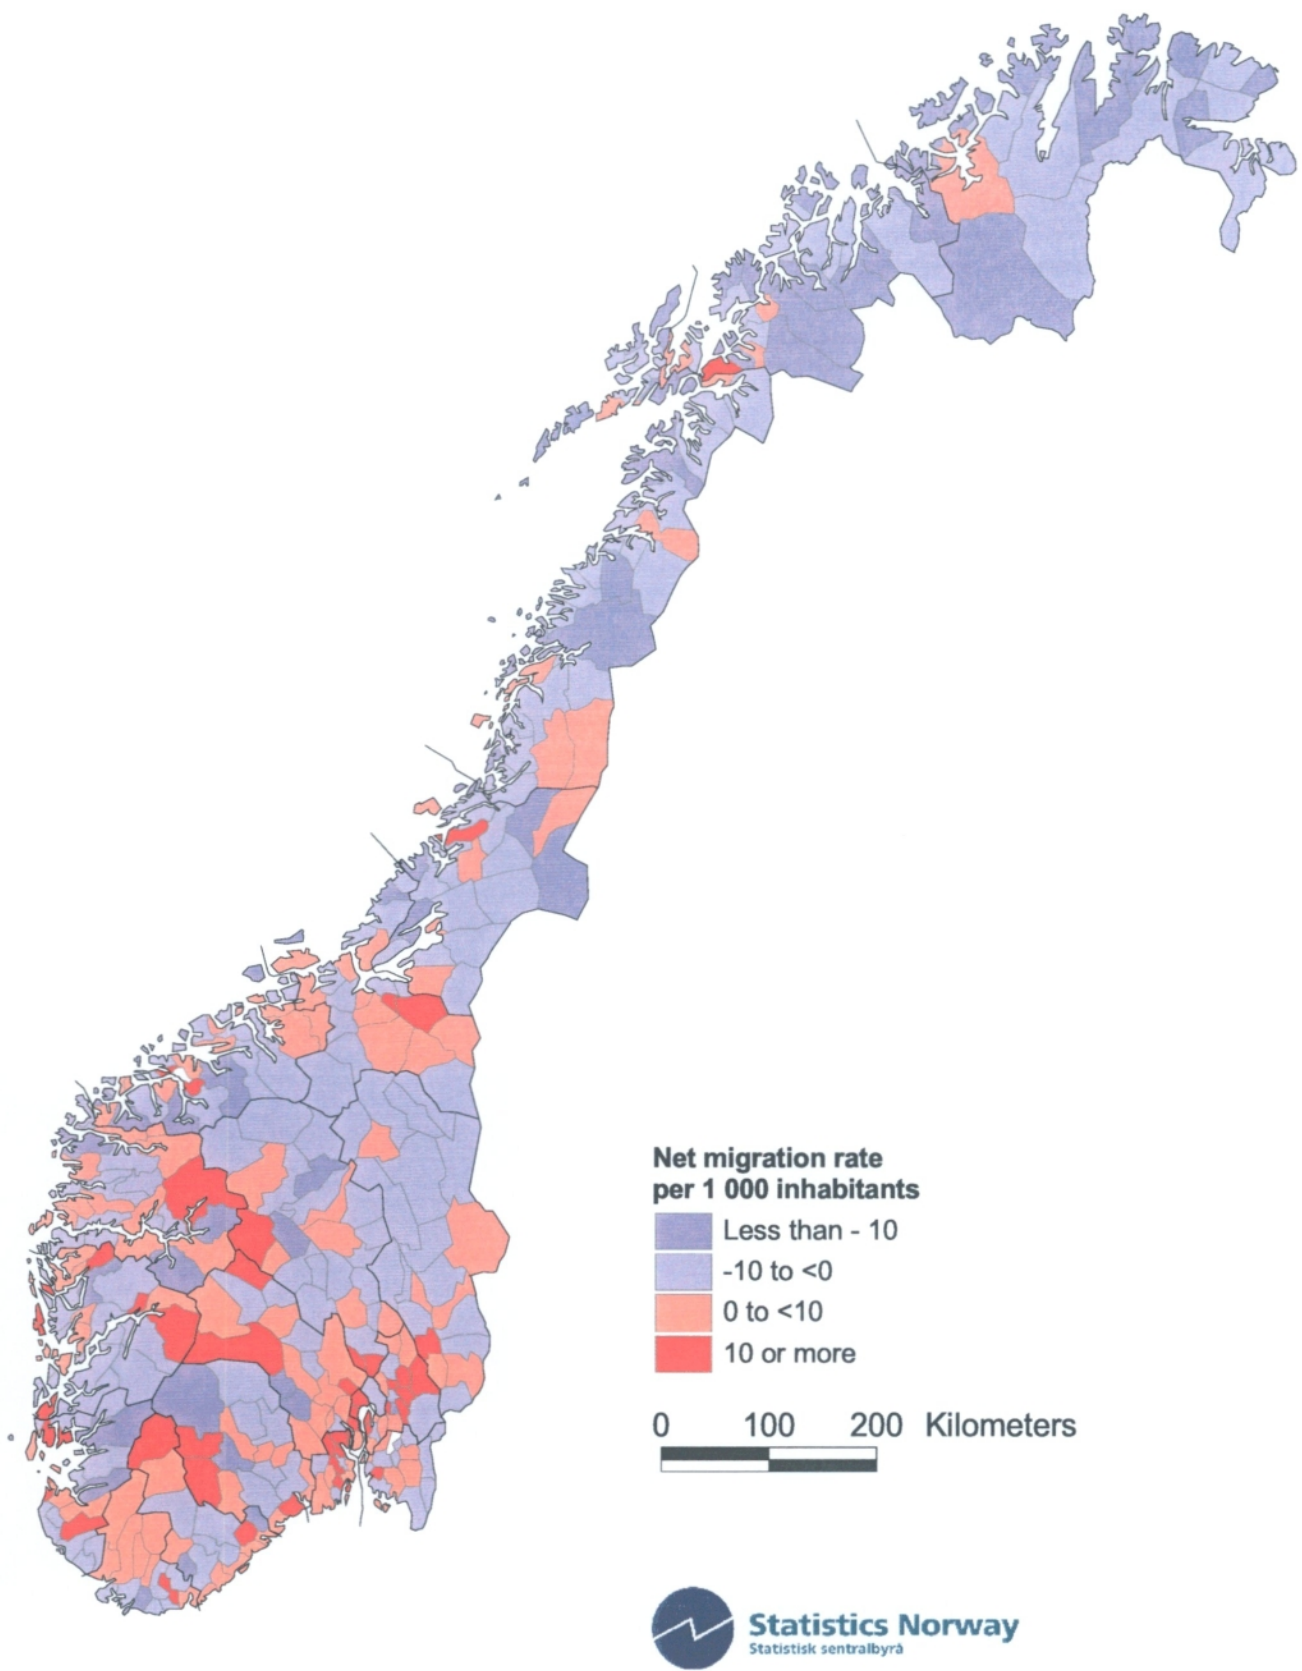 Net migration rate
per 1 000 inhabitants
Less than - 10
-10 to <0
0 to <10
10 or more
0 100 200 Kilometers
Statistics Norway
Statistisk sentralbyrå